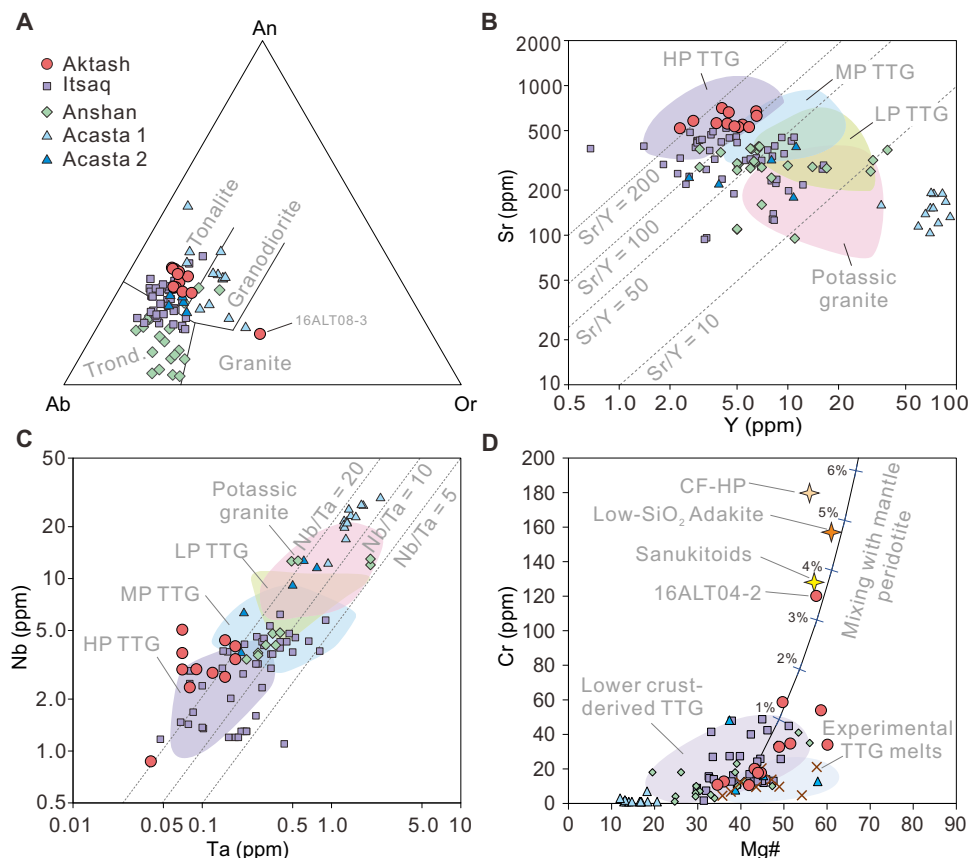 A
An
Aktash
Itsaq
Anshan
Acasta 1
Acasta 2
Tonalite
Granodiorite
16ALT08-3
Trond.
Granite
Ab
Or
B
2000
1000
500
200
100
50
20
10
Sr (ppm)
HP TTG
MP TTG
LP TTG
Sr/Y = 200
Sr/Y = 100
Sr/Y = 50
Sr/Y = 10
Potassic
granite
0.5
1.0
2.0
5.0
10
20
50
100
Y (ppm)
C
50
20
10
5.0
2.0
1.0
0.5
Nb (ppm)
Potassic
granite
LP TTG
MP TTG
HP TTG
Nb/Ta = 20
Nb/Ta = 10
Nb/Ta = 5
0.01
0.05
0.1
0.5
1.0
5
10
Ta (ppm)
D
200
180
160
140
120
100
80
60
40
20
0
Cr (ppm)
CF-HP
Low-SiO₂ Adakite
Sanukitoids
16ALT04-2
6%
5%
4%
3%
2%
1%
Mixing with mantle
peridotite
Lower crust-
derived TTG
Experimental
TTG melts
0
10
20
30
40
50
60
70
80
90
Mg#